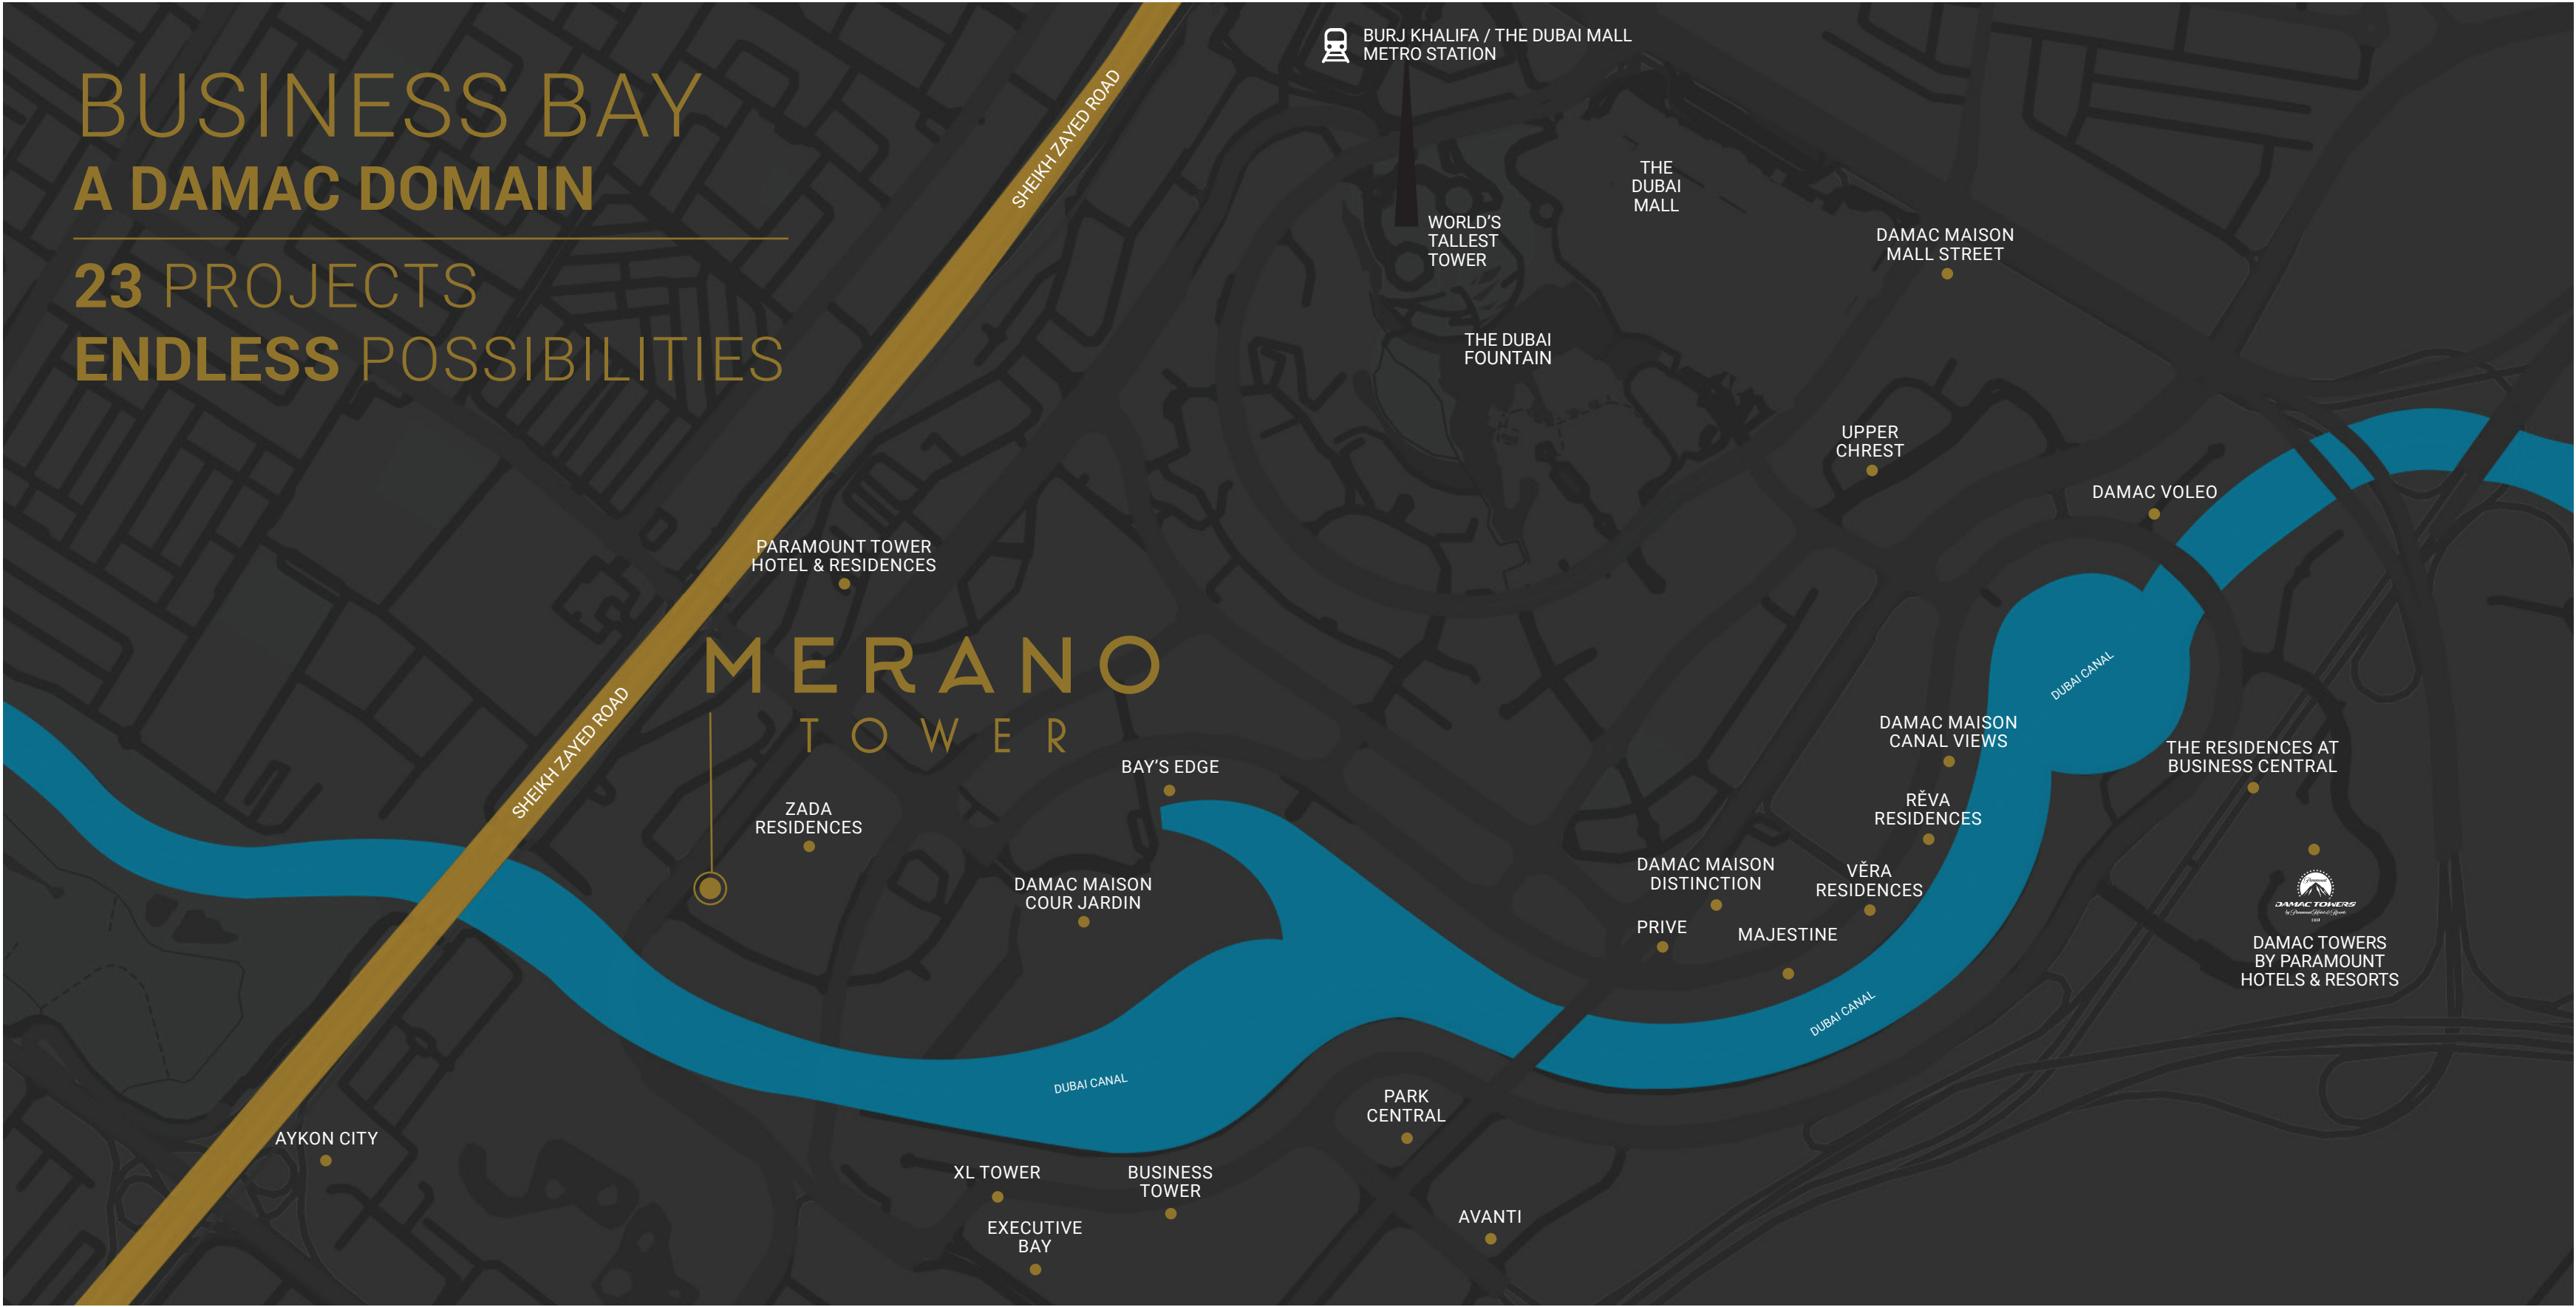 BUSINESS BAY
A DAMAC DOMAIN
23 PROJECTS
ENDLESS POSSIBILITIES
SHEIKH ZAYED ROAD
BURJ KHALIFA / THE DUBAI MALL
METRO STATION
THE
DUBAI
MALL
WORLD'S
TALLEST
TOWER
DAMAC MAISON
MALL STREET
THE DUBAI
FOUNTAIN
UPPER
CHREST
DAMAC VOLEO
PARAMOUNT TOWER
HOTEL & RESIDENCES
MERANO
TOWER
SHEIKH ZAYED ROAD
DUBAI CANAL
DAMAC MAISON
CANAL VIEWS
THE RESIDENCES AT
BUSINESS CENTRAL
BAY'S EDGE
ZADA
RESIDENCES
RĚVA
RESIDENCES
DAMAC MAISON
DISTINCTION
VĚRA
RESIDENCES
DAMAC MAISON
COUR JARDIN
PRIVE
MAJESTINE
DAMAC TOWERS
DAMAC TOWERS
BY PARAMOUNT
HOTELS & RESORTS
DUBAI CANAL
DUBAI CANAL
PARK
CENTRAL
AYKON CITY
XL TOWER
BUSINESS
TOWER
EXECUTIVE
BAY
AVANTI